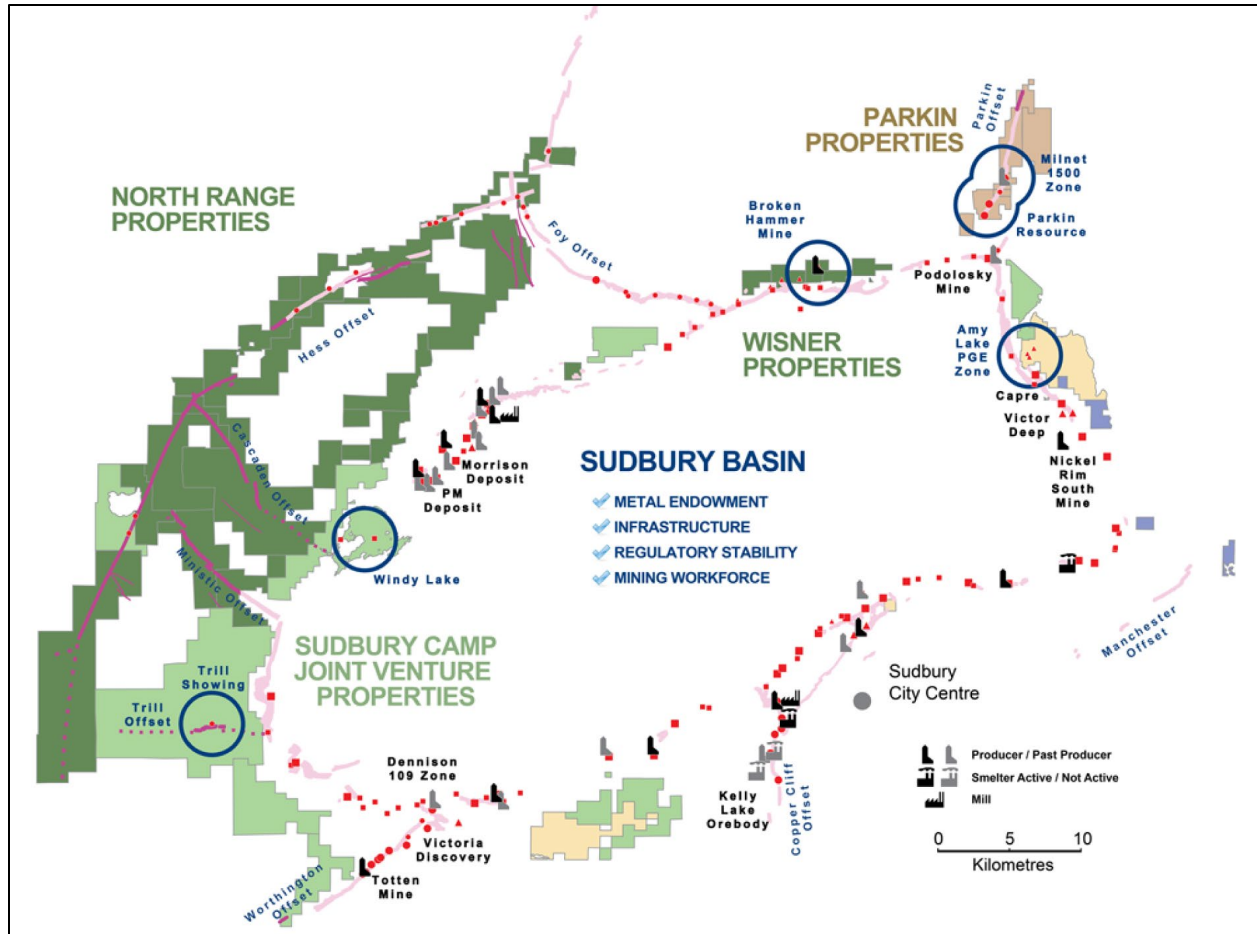 PARKIN
PROPERTIES
Parkin
Offset
Milnet
1500
Zone
Parkin
Resource
NORTH RANGE
PROPERTIES
Broken
Hammer
Mine
Foy Offset
Podolosky
Mine
Hess Offset
WISNER
PROPERTIES
Amy
Lake
PGE
Zone
Capre
Victor
Deep
Nickel
Rim
South
Mine
Cascaden Offset
Morrison
Deposit
PM
Deposit
SUDBURY BASIN
METAL ENDOWMENT
INFRASTRUCTURE
REGULATORY STABILITY
MINING WORKFORCE
Windy Lake
Ministic Offset
Manchester
Offset
SUDBURY CAMP
JOINT VENTURE
PROPERTIES
Trill
Showing
Trill
Offset
Sudbury
City Centre
Dennison
109 Zone
Victoria
Discovery
Totten
Mine
Worthington
Offset
Kelly
Lake
Orebody
Copper Cliff
Offset
Producer / Past Producer
Smelter Active / Not Active
Mill
0 5 10
Kilometres